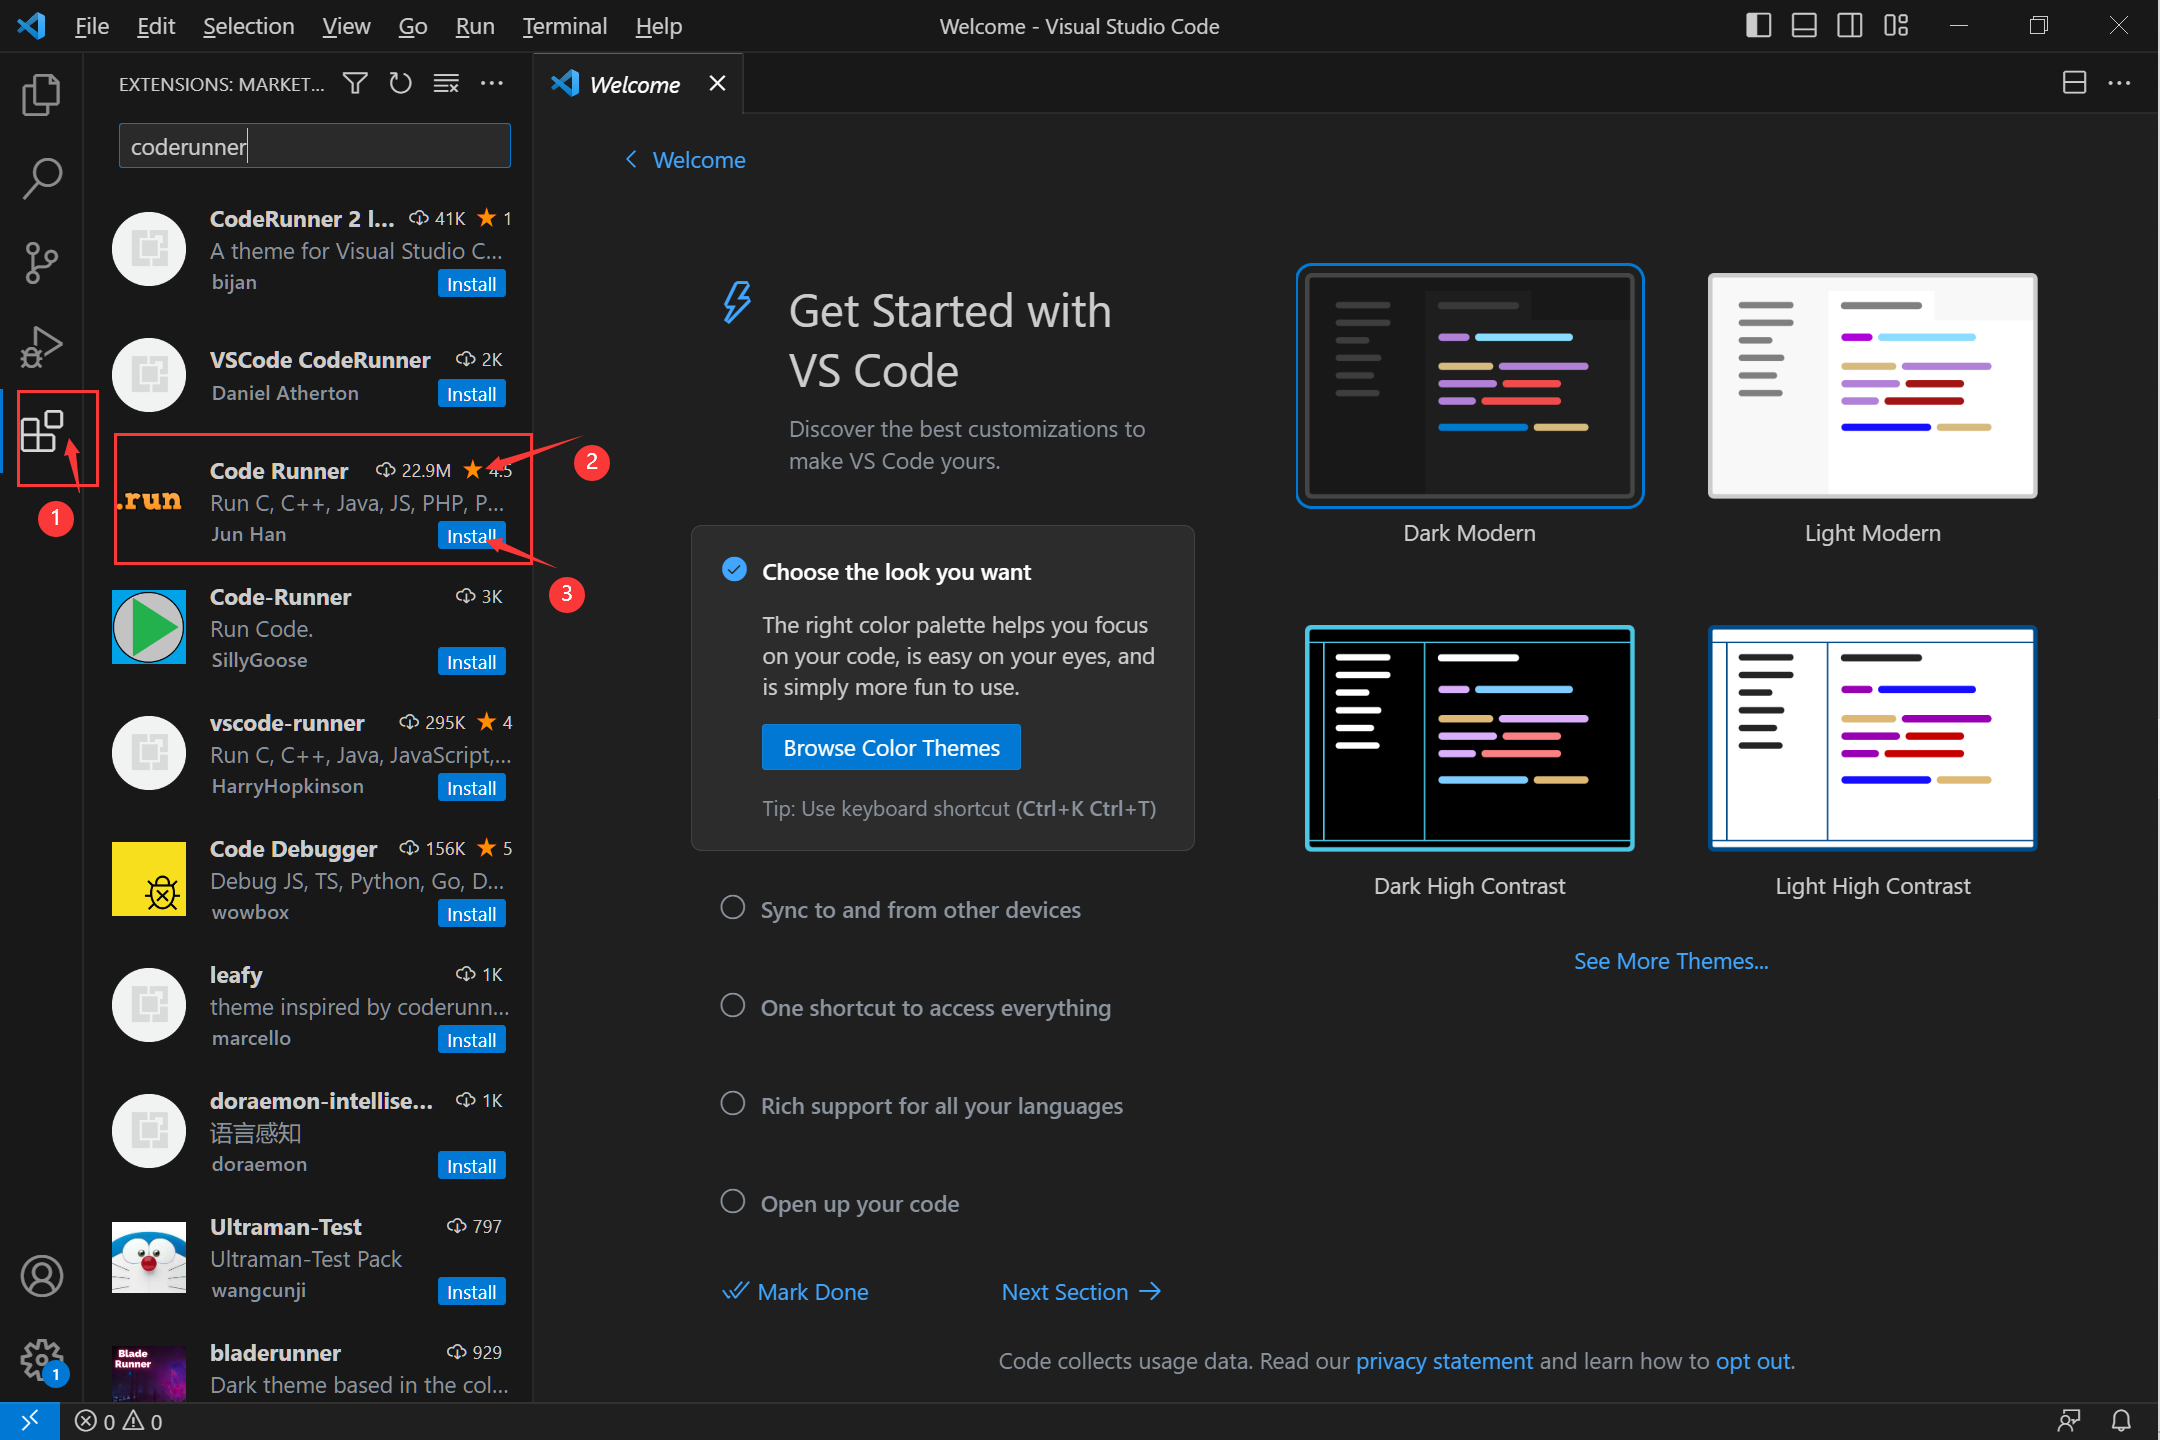 File Edit Selection View Go Run Terminal Help
Welcome - Visual Studio Code
EXTENSIONS: MARKET...
Welcome
coderunner
CodeRunner 2 l... 41K 1
A theme for Visual Studio C...
bijan Install
VSCode CodeRunner 2K
Daniel Atherton Install
Code Runner 22.9M 4.5
.run
Run C, C++, Java, JS, PHP, P...
Jun Han Install
1
2
3
Code-Runner 3K
Run Code.
SillyGoose Install
vscode-runner 295K 4
Run C, C++, Java, JavaScript,...
HarryHopkinson Install
Code Debugger 156K 5
Debug JS, TS, Python, Go, D...
wowbox Install
leafy 1K
theme inspired by coderunn...
marcello Install
doraemon-intellise... 1K
语言感知
doraemon Install
Ultraman-Test 797
Ultraman-Test Pack
wangcunji Install
Blade
Runner
bladerunner 929
Dark theme based in the col...
1
Welcome
Get Started with
VS Code
Discover the best customizations to
make VS Code yours.
Choose the look you want
The right color palette helps you focus
on your code, is easy on your eyes, and
is simply more fun to use.
Browse Color Themes
Tip: Use keyboard shortcut (Ctrl+K Ctrl+T)
Sync to and from other devices
One shortcut to access everything
Rich support for all your languages
Open up your code
Mark Done Next Section
Dark Modern Light Modern
Dark High Contrast Light High Contrast
See More Themes...
Code collects usage data. Read our privacy statement and learn how to opt out.
0 0